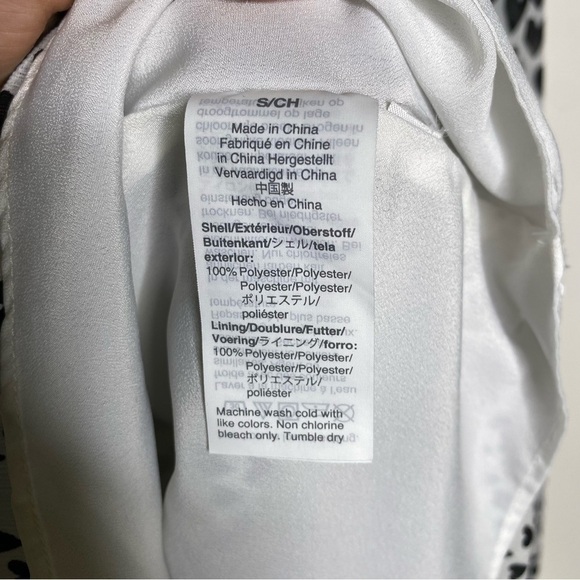 S/CH
Made in China
Fabriqué en Chine
in China Hergestellt
Vervaardigd in China
中国製
Hecho en China
Shell/Extérieur/Oberstoff/
Buitenkant/シェル/tela
exterior:
100% Polyester/Polyester/
Polyester/Polyester/
ポリエステル/
poliéster
Lining/Doublure/Futter/
Voering/ライニング/forro:
100% Polyester/Polyester/
Polyester/Polyester/
ポリエステル/
poliéster
Machine wash cold with
like colors. Non chlorine
bleach only. Tumble dry